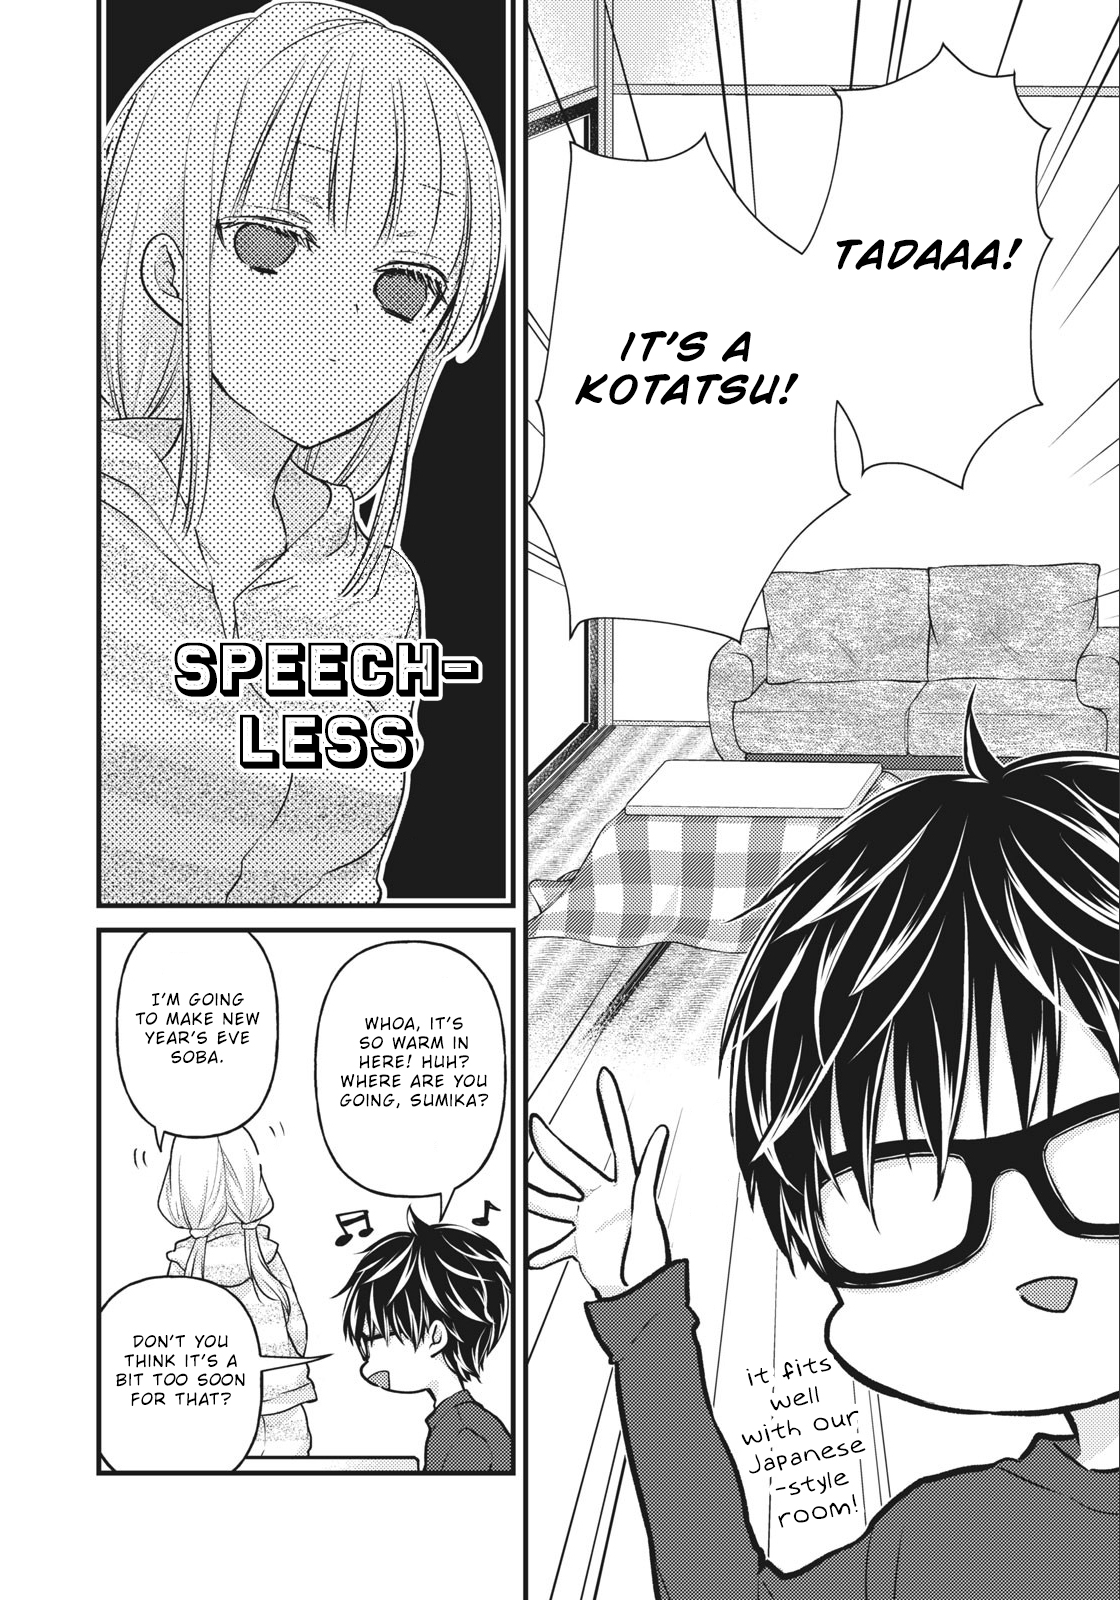 TADAAA!
IT'S A
KOTATSU!
it fits
well
with our
Japanese
-style
room!
SPEECH-
LESS
WHOA, IT'S
SO WARM IN
HERE! HUH?
WHERE ARE YOU
GOING, SUMIKA?
I'M GOING
TO MAKE NEW
YEAR'S EVE
SOBA.
DON'T YOU
THINK IT'S A
BIT TOO SOON
FOR THAT?